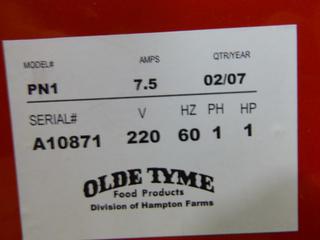 MODEL# AMPS QTR/YEAR
PN1 7.5 02/07
SERIAL# V HZ PH HP
A10871 220 60 1 1
OLDE TYME
Food Products
Division of Hampton Farms